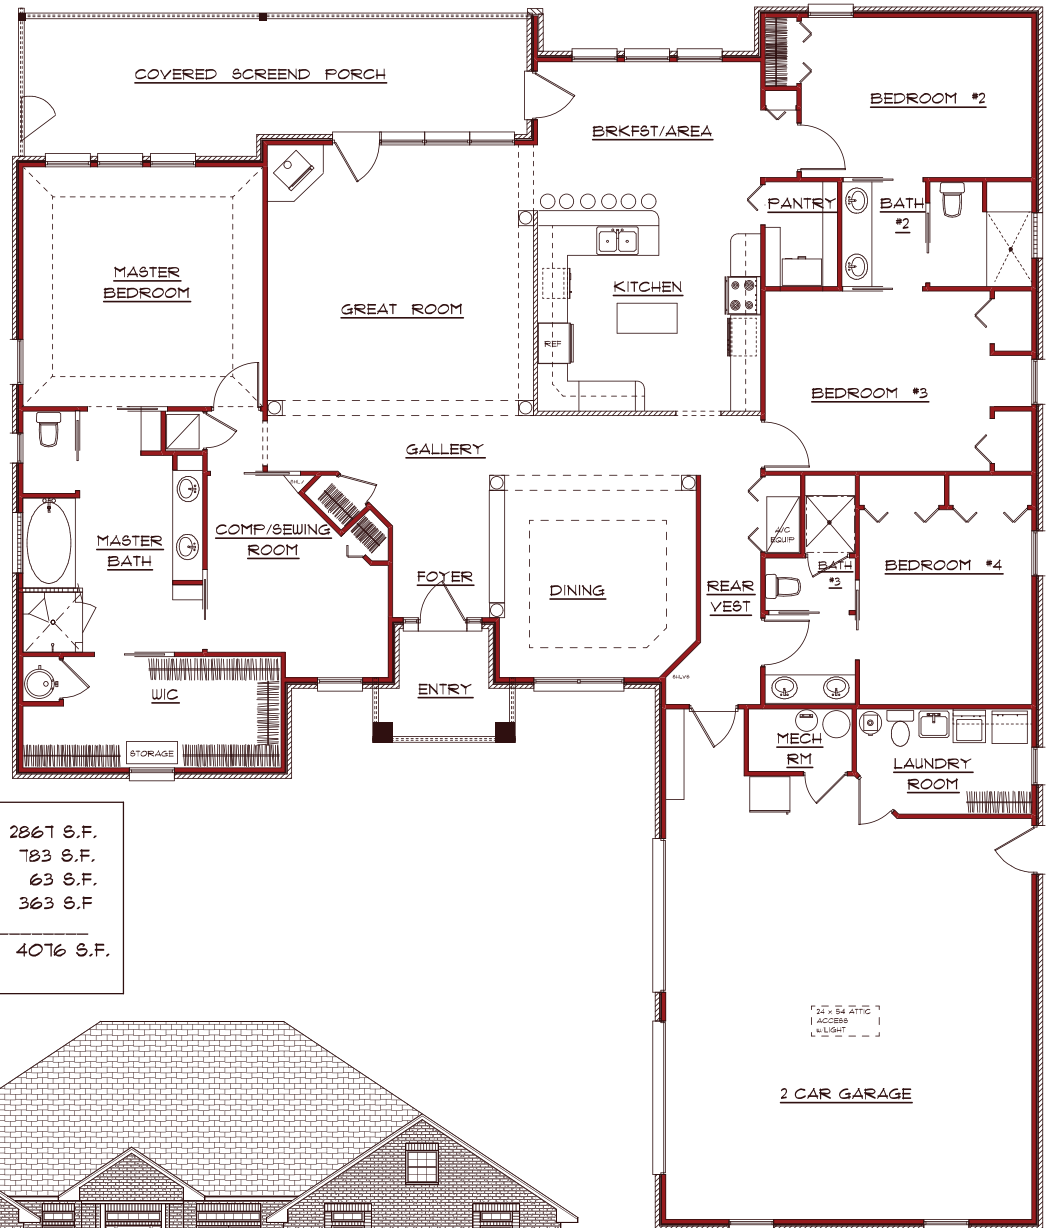 COVERED SCREEND PORCH
BEDROOM #2
BRKFST/AREA
PANTRY
BATH
#2
MASTER
BEDROOM
GREAT ROOM
KITCHEN
REF
BEDROOM #3
GALLERY
SHLV
COMP/SEWING
ROOM
MASTER
BATH
A/C
EQUIP
BATH
#3
BEDROOM #4
FOYER
DINING
REAR
VEST
SHLVS
WIC
ENTRY
STORAGE
MECH
RM
LAUNDRY
ROOM
2867 S.F.
783 S.F.
63 S.F.
363 S.F
4076 S.F.
24 x 54 ATTIC
ACCESS
w/LIGHT
2 CAR GARAGE